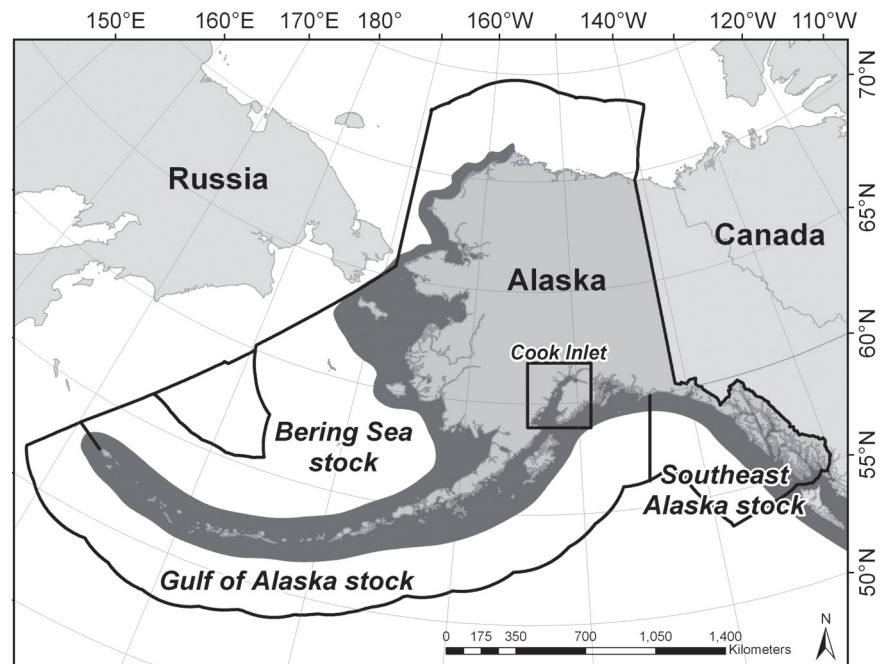 150°E 160°E 170°E 180° 160°W 140°W 120°W 110°W
70°N
65°N
60°N
55°N
50°N
Russia
Canada
Alaska
Cook Inlet
Bering Sea
stock
Southeast
Alaska stock
Gulf of Alaska stock
N
0 175 350 700 1,050 1,400
Kilometers